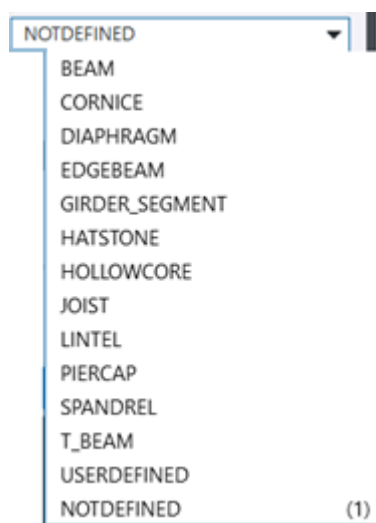 NOTDEFINED
BEAM
CORNICE
DIAPHRAGM
EDGEBEAM
GIRDER_SEGMENT
HATSTONE
HOLLOWCORE
JOIST
LINTEL
PIERCAP
SPANDREL
T_BEAM
USERDEFINED
NOTDEFINED (1)